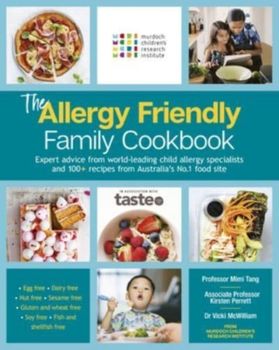 murdoch
children's
research
institute
The
Allergy Friendly
Family Cookbook
Expert advice from world-leading child allergy specialists
and 100+ recipes from Australia's No.1 food site
IN ASSOCIATION WITH
taste
• Egg free • Dairy free
• Nut free • Sesame free
• Gluten and wheat free
• Soy free • Fish and
shellfish free
Professor Mimi Tang
Associate Professor
Kirsten Perrett
Dr Vicki McWilliam
FROM
MURDOCH CHILDREN'S
RESEARCH INSTITUTE